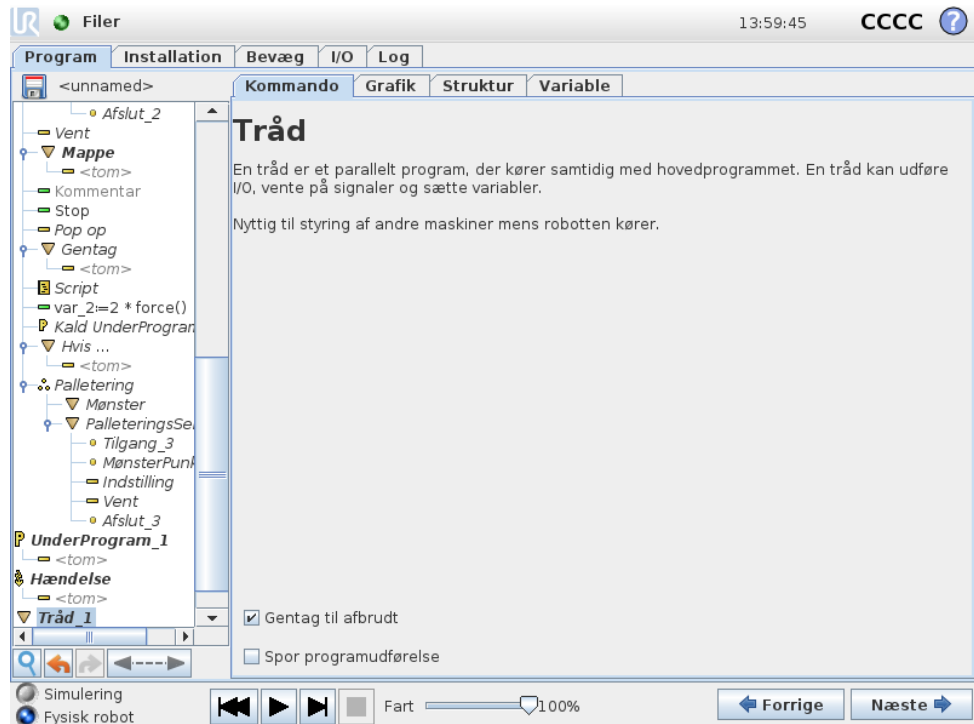 UR Filer 13:59:45 CCCC ?
Program Installation Bevæg I/O Log
<unnamed>
Kommando Grafik Struktur Variable
Afslut_2
Vent
Mappe
<tom>
Kommentar
Stop
Pop op
Gentag
<tom>
Script
var_2:=2 * force()
Kald UnderProgram
Hvis ...
<tom>
Palletering
Mønster
PalleteringsSe
Tilgang_3
MønsterPunk
Indstilling
Vent
Afslut_3
UnderProgram_1
<tom>
Hændelse
<tom>
Tråd_1
Tråd
En tråd er et parallelt program, der kører samtidig med hovedprogrammet. En tråd kan udføre
I/O, vente på signaler og sætte variabler.
Nyttig til styring af andre maskiner mens robotten kører.
Gentag til afbrudt
Spor programudførelse
Simulering
Fysisk robot
Fart 100%
Forrige Næste